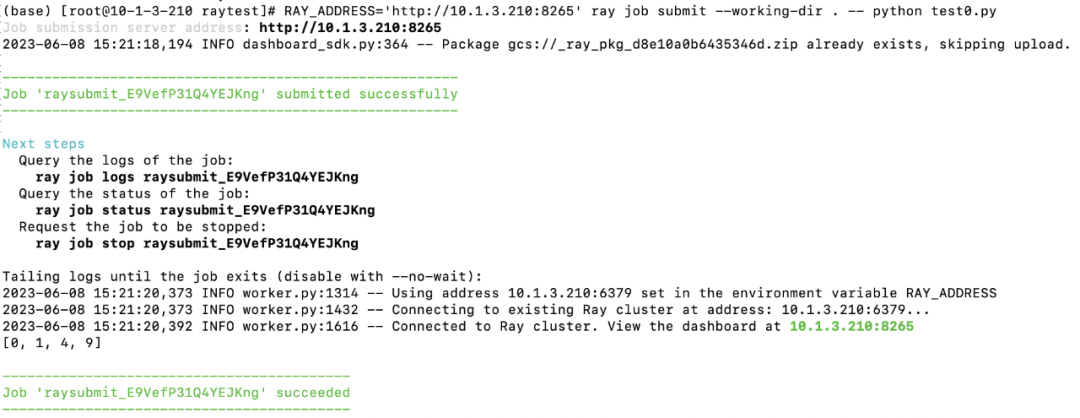 (base) [root@10-1-3-210 raytest]# RAY_ADDRESS='http://10.1.3.210:8265' ray job submit --working-dir . -- python test0.py
Job submission server address: http://10.1.3.210:8265
2023-06-08 15:21:18,194 INFO dashboard_sdk.py:364 -- Package gcs://_ray_pkg_d8e10a0b6435346d.zip already exists, skipping upload.
-------------------------------------------------------
Job 'raysubmit_E9VefP31Q4YEJKng' submitted successfully
-------------------------------------------------------
Next steps
  Query the logs of the job:
    ray job logs raysubmit_E9VefP31Q4YEJKng
  Query the status of the job:
    ray job status raysubmit_E9VefP31Q4YEJKng
  Request the job to be stopped:
    ray job stop raysubmit_E9VefP31Q4YEJKng
Tailing logs until the job exits (disable with --no-wait):
2023-06-08 15:21:20,373 INFO worker.py:1314 -- Using address 10.1.3.210:6379 set in the environment variable RAY_ADDRESS
2023-06-08 15:21:20,373 INFO worker.py:1432 -- Connecting to existing Ray cluster at address: 10.1.3.210:6379...
2023-06-08 15:21:20,392 INFO worker.py:1616 -- Connected to Ray cluster. View the dashboard at 10.1.3.210:8265
[0, 1, 4, 9]
------------------------------------------
Job 'raysubmit_E9VefP31Q4YEJKng' succeeded
------------------------------------------